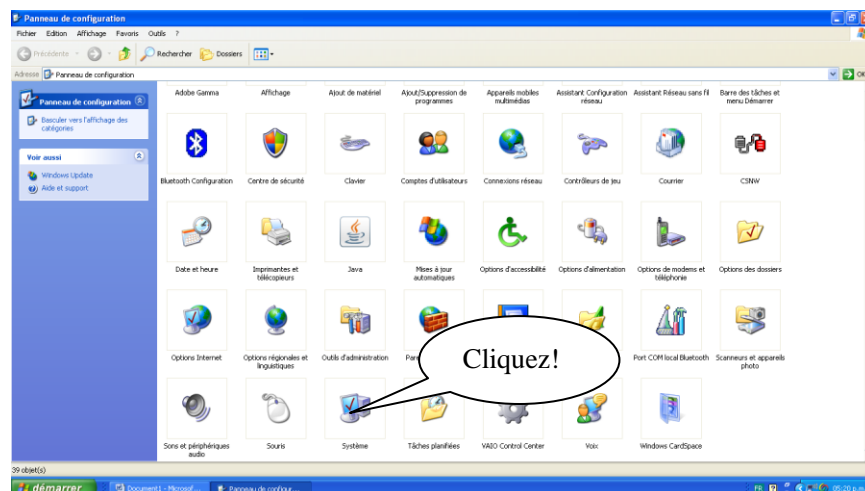 Panneau de configuration
Fichier Edition Affichage Favoris Outils ?
Précédente Rechercher Dossiers
Adresse Panneau de configuration OK
Panneau de configuration
Basculer vers l'affichage des
catégories
Voir aussi
Windows Update
Aide et support
Adobe Gamma
Affichage
Ajout de matériel
Ajout/Suppression de
programmes
Appareils mobiles
multimédias
Assistant Configuration
réseau
Assistant Réseau sans fil
Barre des tâches et
menu Démarrer
Bluetooth Configuration
Centre de sécurité
Clavier
Comptes d'utilisateurs
Connexions réseau
Contrôleurs de jeu
Courrier
CSNW
Date et heure
Imprimantes et
télécopieurs
Java
Mises à jour
automatiques
Options d'accessibilité
Options d'alimentation
Options de modems et
téléphonie
Options des dossiers
Options Internet
Options régionales et
linguistiques
Outils d'administration
Port COM local Bluetooth
Scanneurs et appareils
photo
Cliquez!
Sons et périphériques
audio
Souris
Système
Tâches planifiées
VAIO Control Center
Voix
Windows CardSpace
39 objet(s)
démarrer
Document1 - Microsof...
Panneau de configur...
FR
05:20 p.m.